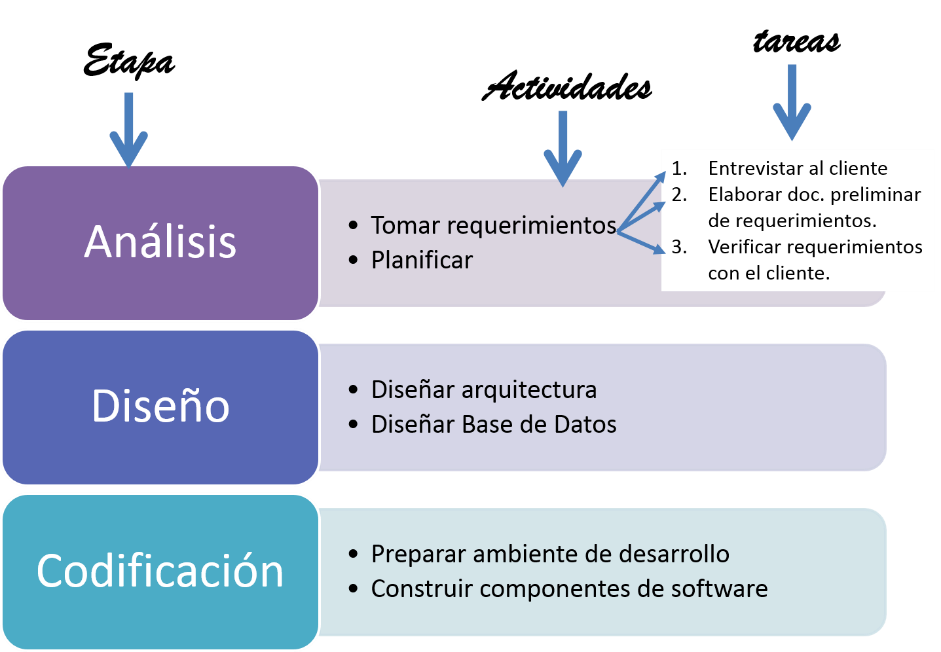 Etapa
Actividades
tareas
Análisis
• Tomar requerimientos
• Planificar
1. Entrevistar al cliente
2. Elaborar doc. preliminar
de requerimientos.
3. Verificar requerimientos
con el cliente.
Diseño
• Diseñar arquitectura
• Diseñar Base de Datos
Codificación
• Preparar ambiente de desarrollo
• Construir componentes de software